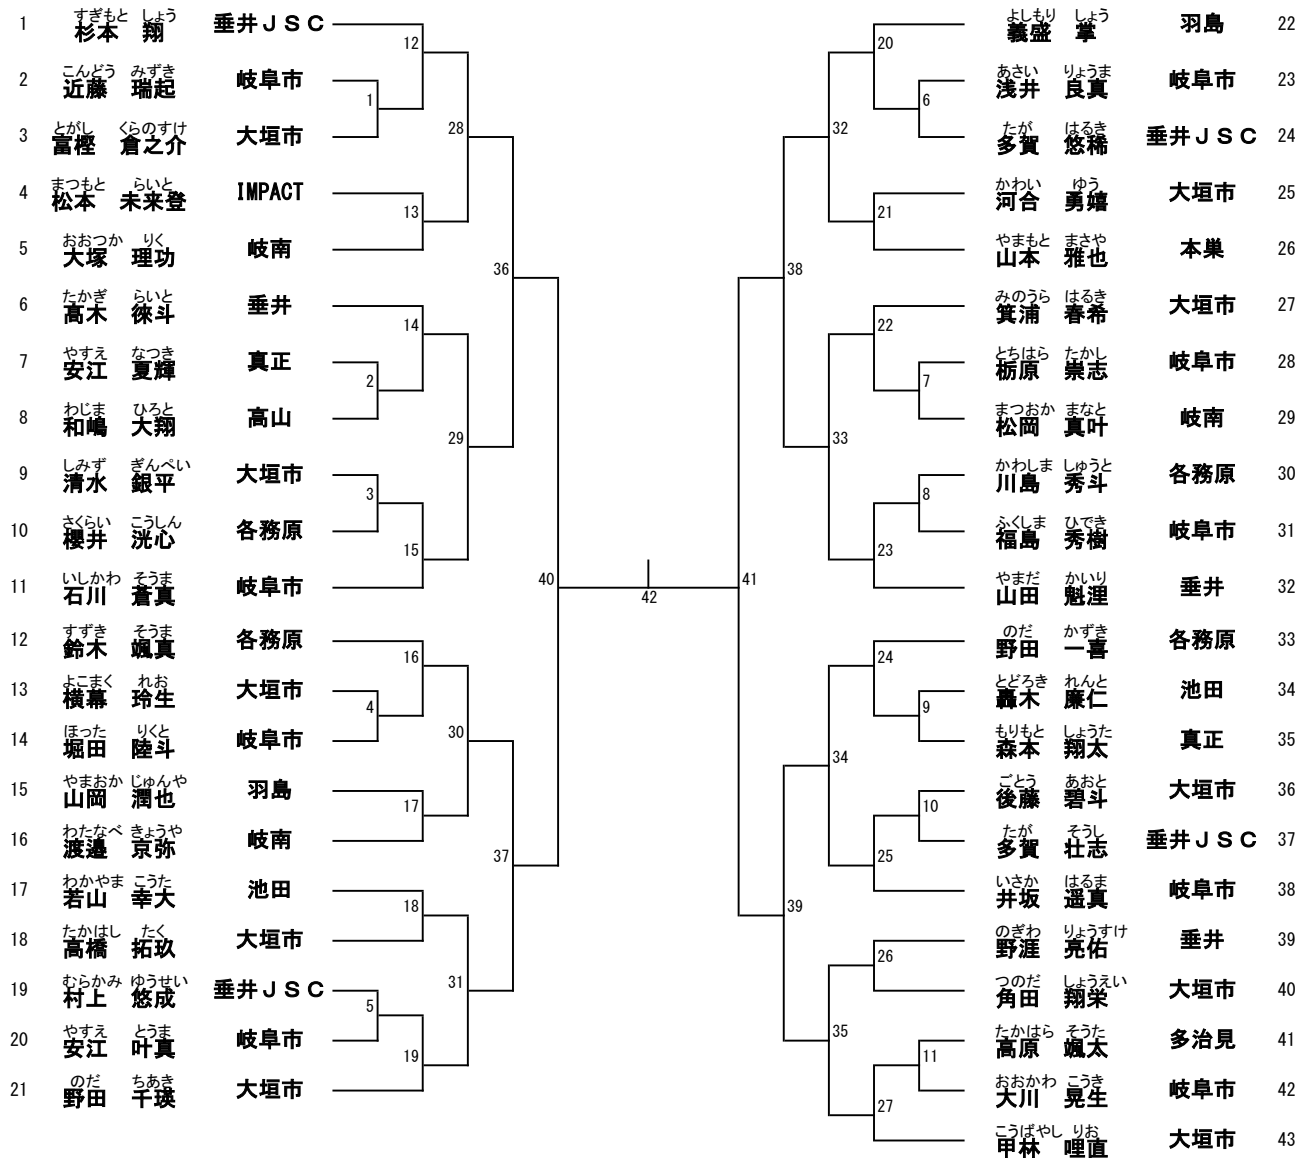 1 すぎもと しょう 杉本 翔 垂井ＪＳＣ
2 こんどう みずき 近藤 瑞起 岐阜市
3 とがし くらのすけ 富樫 倉之介 大垣市
4 まつもと らいと 松本 未来登 IMPACT
5 おおつか りく 大塚 理功 岐南
6 たかぎ らいと 髙木 徠斗 垂井
7 やすえ なつき 安江 夏輝 真正
8 わじま ひろと 和嶋 大翔 高山
9 しみず ぎんぺい 清水 銀平 大垣市
10 さくらい こうしん 櫻井 洸心 各務原
11 いしかわ そうま 石川 蒼真 岐阜市
12 すずき そうま 鈴木 颯真 各務原
13 よこまく れお 横幕 玲生 大垣市
14 ほった りくと 堀田 陸斗 岐阜市
15 やまおか じゅんや 山岡 潤也 羽島
16 わたなべ きょうや 渡邉 京弥 岐南
17 わかやま こうた 若山 幸大 池田
18 たかはし たく 高橋 拓玖 大垣市
19 むらかみ ゆうせい 村上 悠成 垂井ＪＳＣ
20 やすえ とうま 安江 叶真 岐阜市
21 のだ ちあき 野田 千瑛 大垣市
12
1
28
13
36
14
2
29
3
15
40
16
4
30
17
37
18
31
5
19
42
41
20
6
32
21
38
22
7
33
8
23
24
9
34
10
25
39
26
35
11
27
よしもり しょう 義盛 掌 羽島 22
あさい りょうま 浅井 良真 岐阜市 23
たが はるき 多賀 悠稀 垂井ＪＳＣ 24
かわい ゆう 河合 勇嬉 大垣市 25
やまもと まさや 山本 雅也 本巣 26
みのうら はるき 箕浦 春希 大垣市 27
とちはら たかし 栃原 崇志 岐阜市 28
まつおか まなと 松岡 真叶 岐南 29
かわしま しゅうと 川島 秀斗 各務原 30
ふくしま ひでき 福島 秀樹 岐阜市 31
やまだ かいり 山田 魁浬 垂井 32
のだ かずき 野田 一喜 各務原 33
とどろき れんと 轟木 廉仁 池田 34
もりもと しょうた 森本 翔太 真正 35
ごとう あおと 後藤 碧斗 大垣市 36
たが そうし 多賀 壮志 垂井ＪＳＣ 37
いさか はるま 井坂 遥真 岐阜市 38
のぎわ りょうすけ 野涯 亮佑 垂井 39
つのだ しょうえい 角田 翔栄 大垣市 40
たかはら そうた 高原 颯太 多治見 41
おおかわ こうき 大川 晃生 岐阜市 42
こうばやし りお 甲林 哩直 大垣市 43